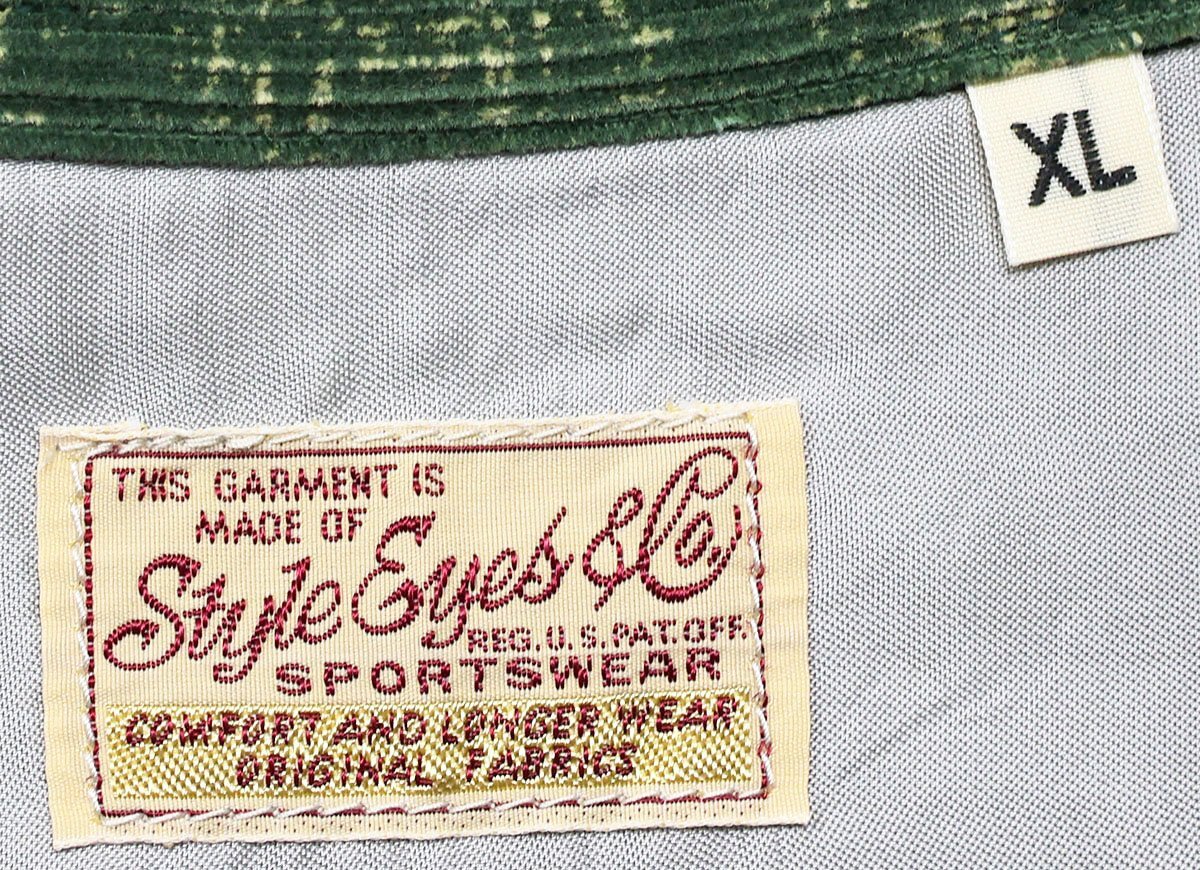 XL
THIS GARMENT IS
MADE OF
Style Eyes & Co.
REG. U.S. PAT. OFF.
SPORTSWEAR
COMFORT AND LONGER WEAR
ORIGINAL FABRICS